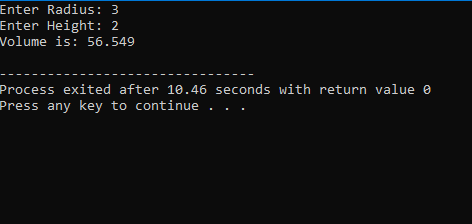 Enter Radius: 3
Enter Height: 2
Volume is: 56.549
--------------------------------
Process exited after 10.46 seconds with return value 0
Press any key to continue . . .